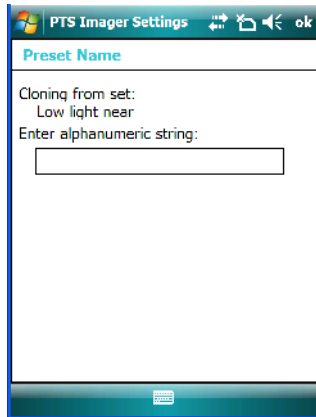 PTS Imager Settings ok
Preset Name
Cloning from set:
Low light near
Enter alphanumeric string: